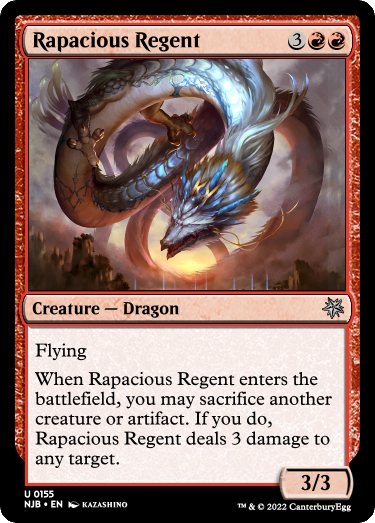 Rapacious Regent 3
Creature — Dragon
Flying
When Rapacious Regent enters the
battlefield, you may sacrifice another
creature or artifact. If you do,
Rapacious Regent deals 3 damage to
any target.
3/3
U 0155
NJB • EN KAZASHINO
™ & © 2022 CanterburyEgg